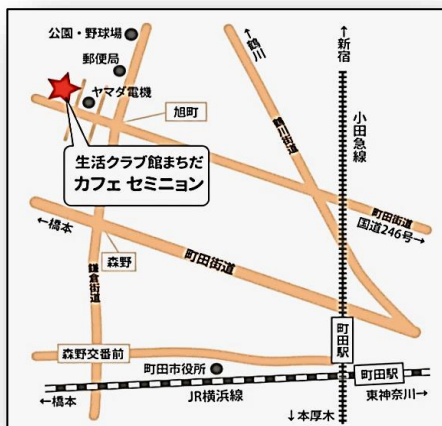 公園・野球場
郵便局
ヤマダ電機
←鶴川
↑新宿
旭町
鶴川街道
小田急線
生活クラブ館まちだ
カフェ セミニョン
町田街道
国道246号→
←橋本
森野
町田街道
鎌倉街道
町田駅
森野交番前
町田市役所
町田駅
←橋本
JR横浜線
東神奈川→
↓本厚木